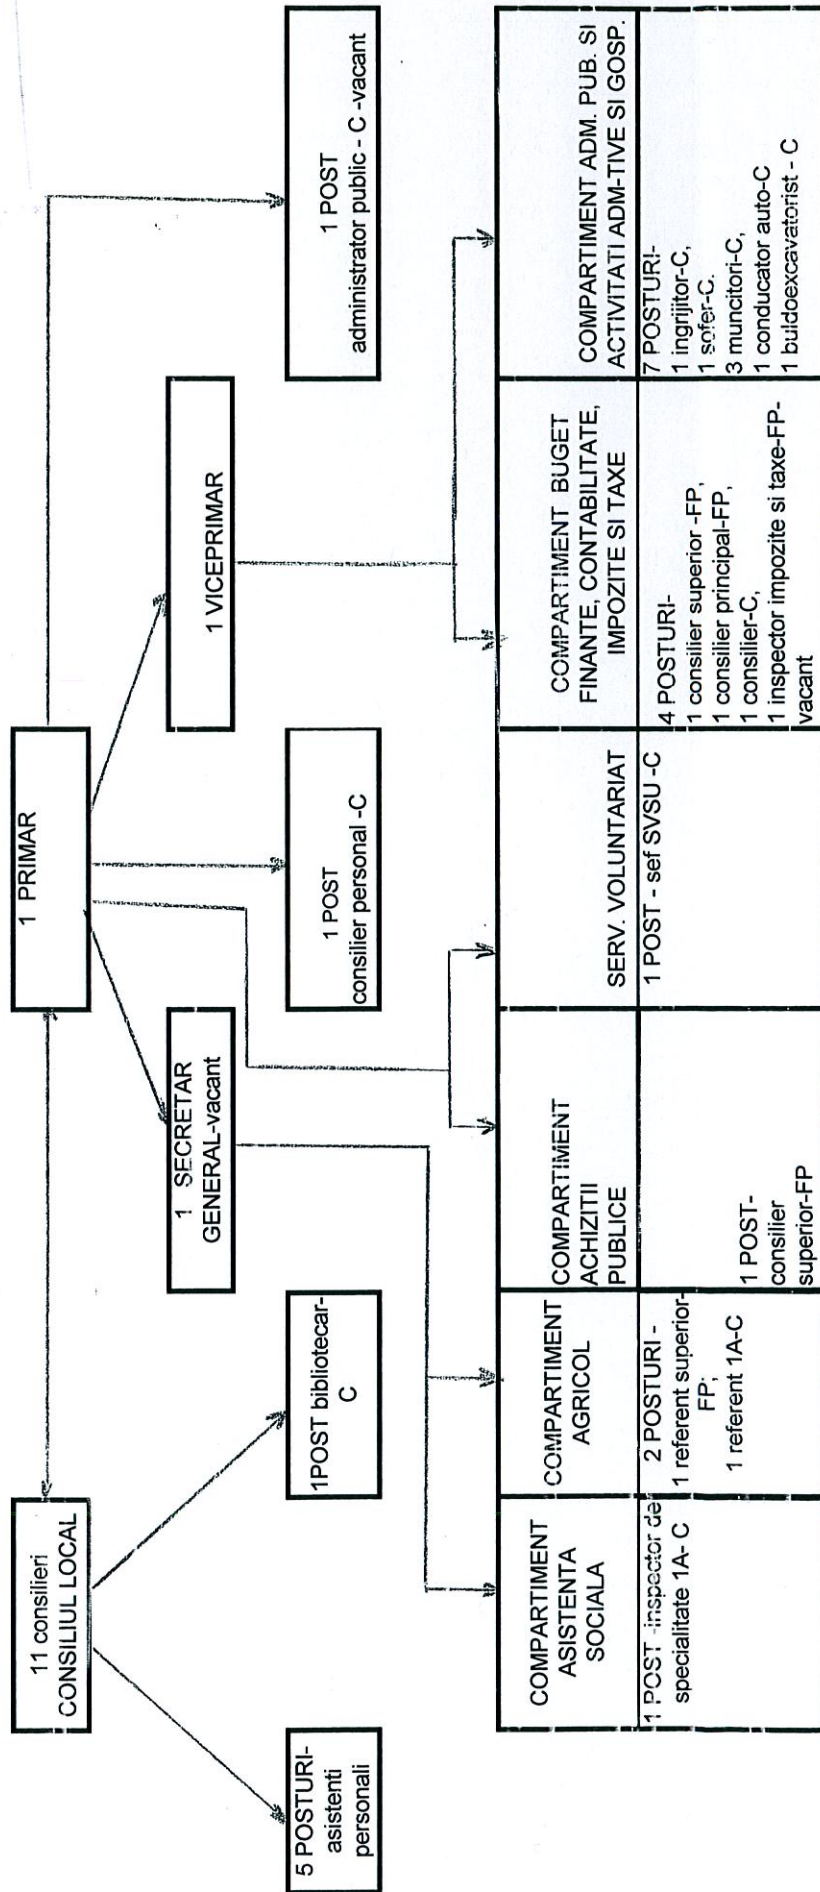 11 consilieri
CONSILIUL LOCAL
1 PRIMAR
1 SECRETAR
GENERAL-vacant
1 VICEPRIMAR
5 POSTURI-
asistenti
personali
1POST bibliotecar-
C
1 POST
consilier personal -C
1 POST
administrator public - C -vacant
COMPARTIMENT
ASISTENTA
SOCIALA
1 POST -inspector de
specialitate 1A- C
COMPARTIMENT
AGRICOL
2 POSTURI -
1 referent superior-
FP;
1 referent 1A-C
COMPARTIMENT
ACHIZITII
PUBLICE
1 POST-
consilier
superior-FP
SERV. VOLUNTARIAT
1 POST - sef SVSU -C
COMPARTIMENT BUGET
FINANTE, CONTABILITATE,
IMPOZITE SI TAXE
4 POSTURI-
1 consilier superior -FP,
1 consilier principal-FP,
1 consilier-C,
1 inspector impozite si taxe-FP-
vacant
COMPARTIMENT ADM. PUB. SI
ACTIVITATI ADM-TIVE SI GOSP.
7 POSTURI-
1 ingrijitor-C,
1 sofer-C.
3 muncitori-C,
1 conducator auto-C
1 buldoexcavatorist - C